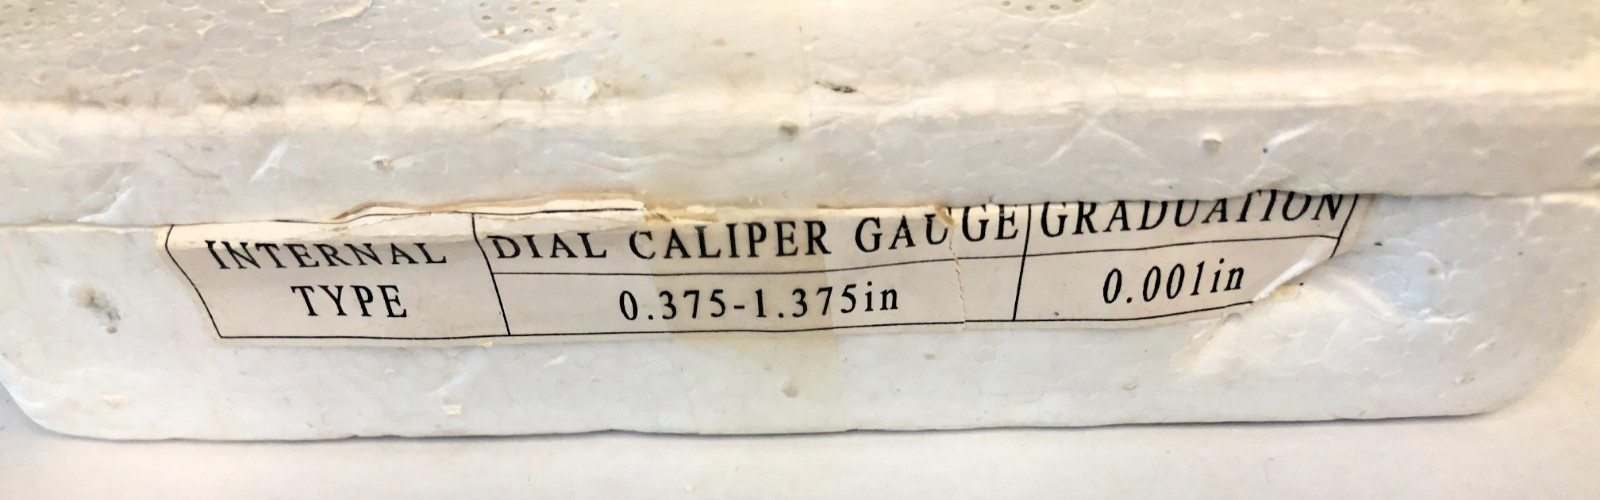 INTERNAL TYPE
DIAL CALIPER GAUGE
0.375-1.375in
GRADUATION
0.001in